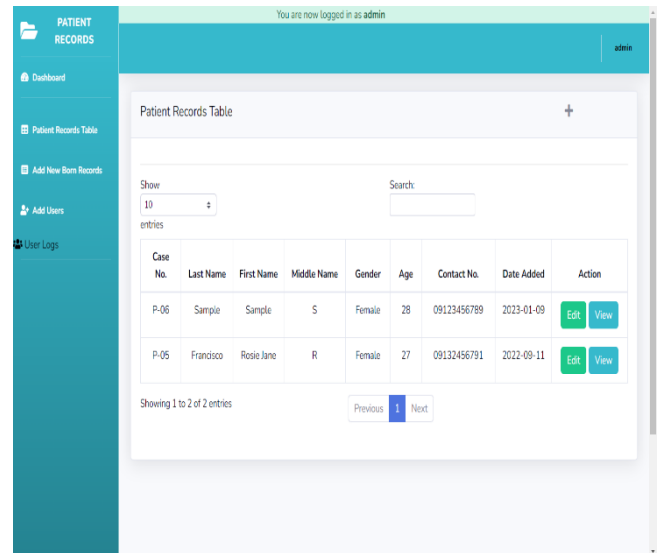 You are now logged in as admin
PATIENT
RECORDS
admin
Dashboard
Patient Records Table
Add New Born Records
Add Users
User Logs
Patient Records Table
Show Search:
10
entries
Case
No. Last Name First Name Middle Name Gender Age Contact No. Date Added Action
P-06 Sample Sample S Female 28 09123456789 2023-01-09 Edit View
P-05 Francisco Rosie Jane R Female 27 09132456791 2022-09-11 Edit View
Showing 1 to 2 of 2 entries Previous 1 Next